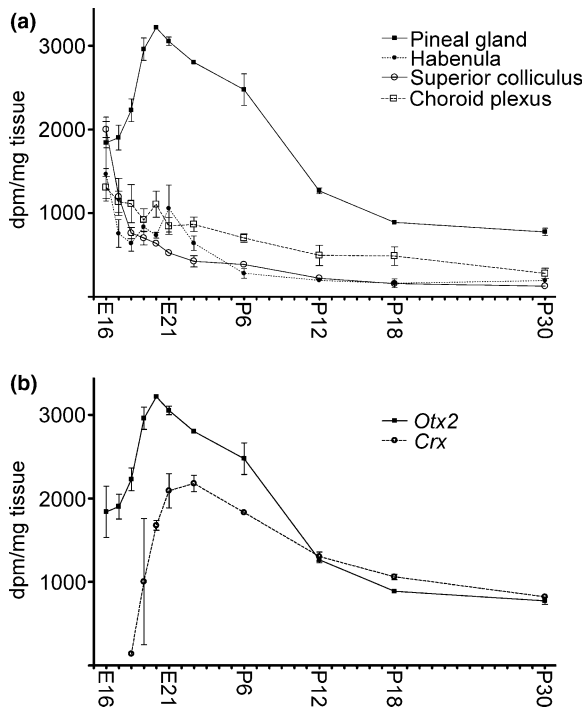 (a)
dpm/mg tissue
3000
2000
1000
Pineal gland
Habenula
Superior colliculus
Choroid plexus
E16
E21
P6
P12
P18
P30
(b)
dpm/mg tissue
3000
2000
1000
Otx2
Crx
E16
E21
P6
P12
P18
P30